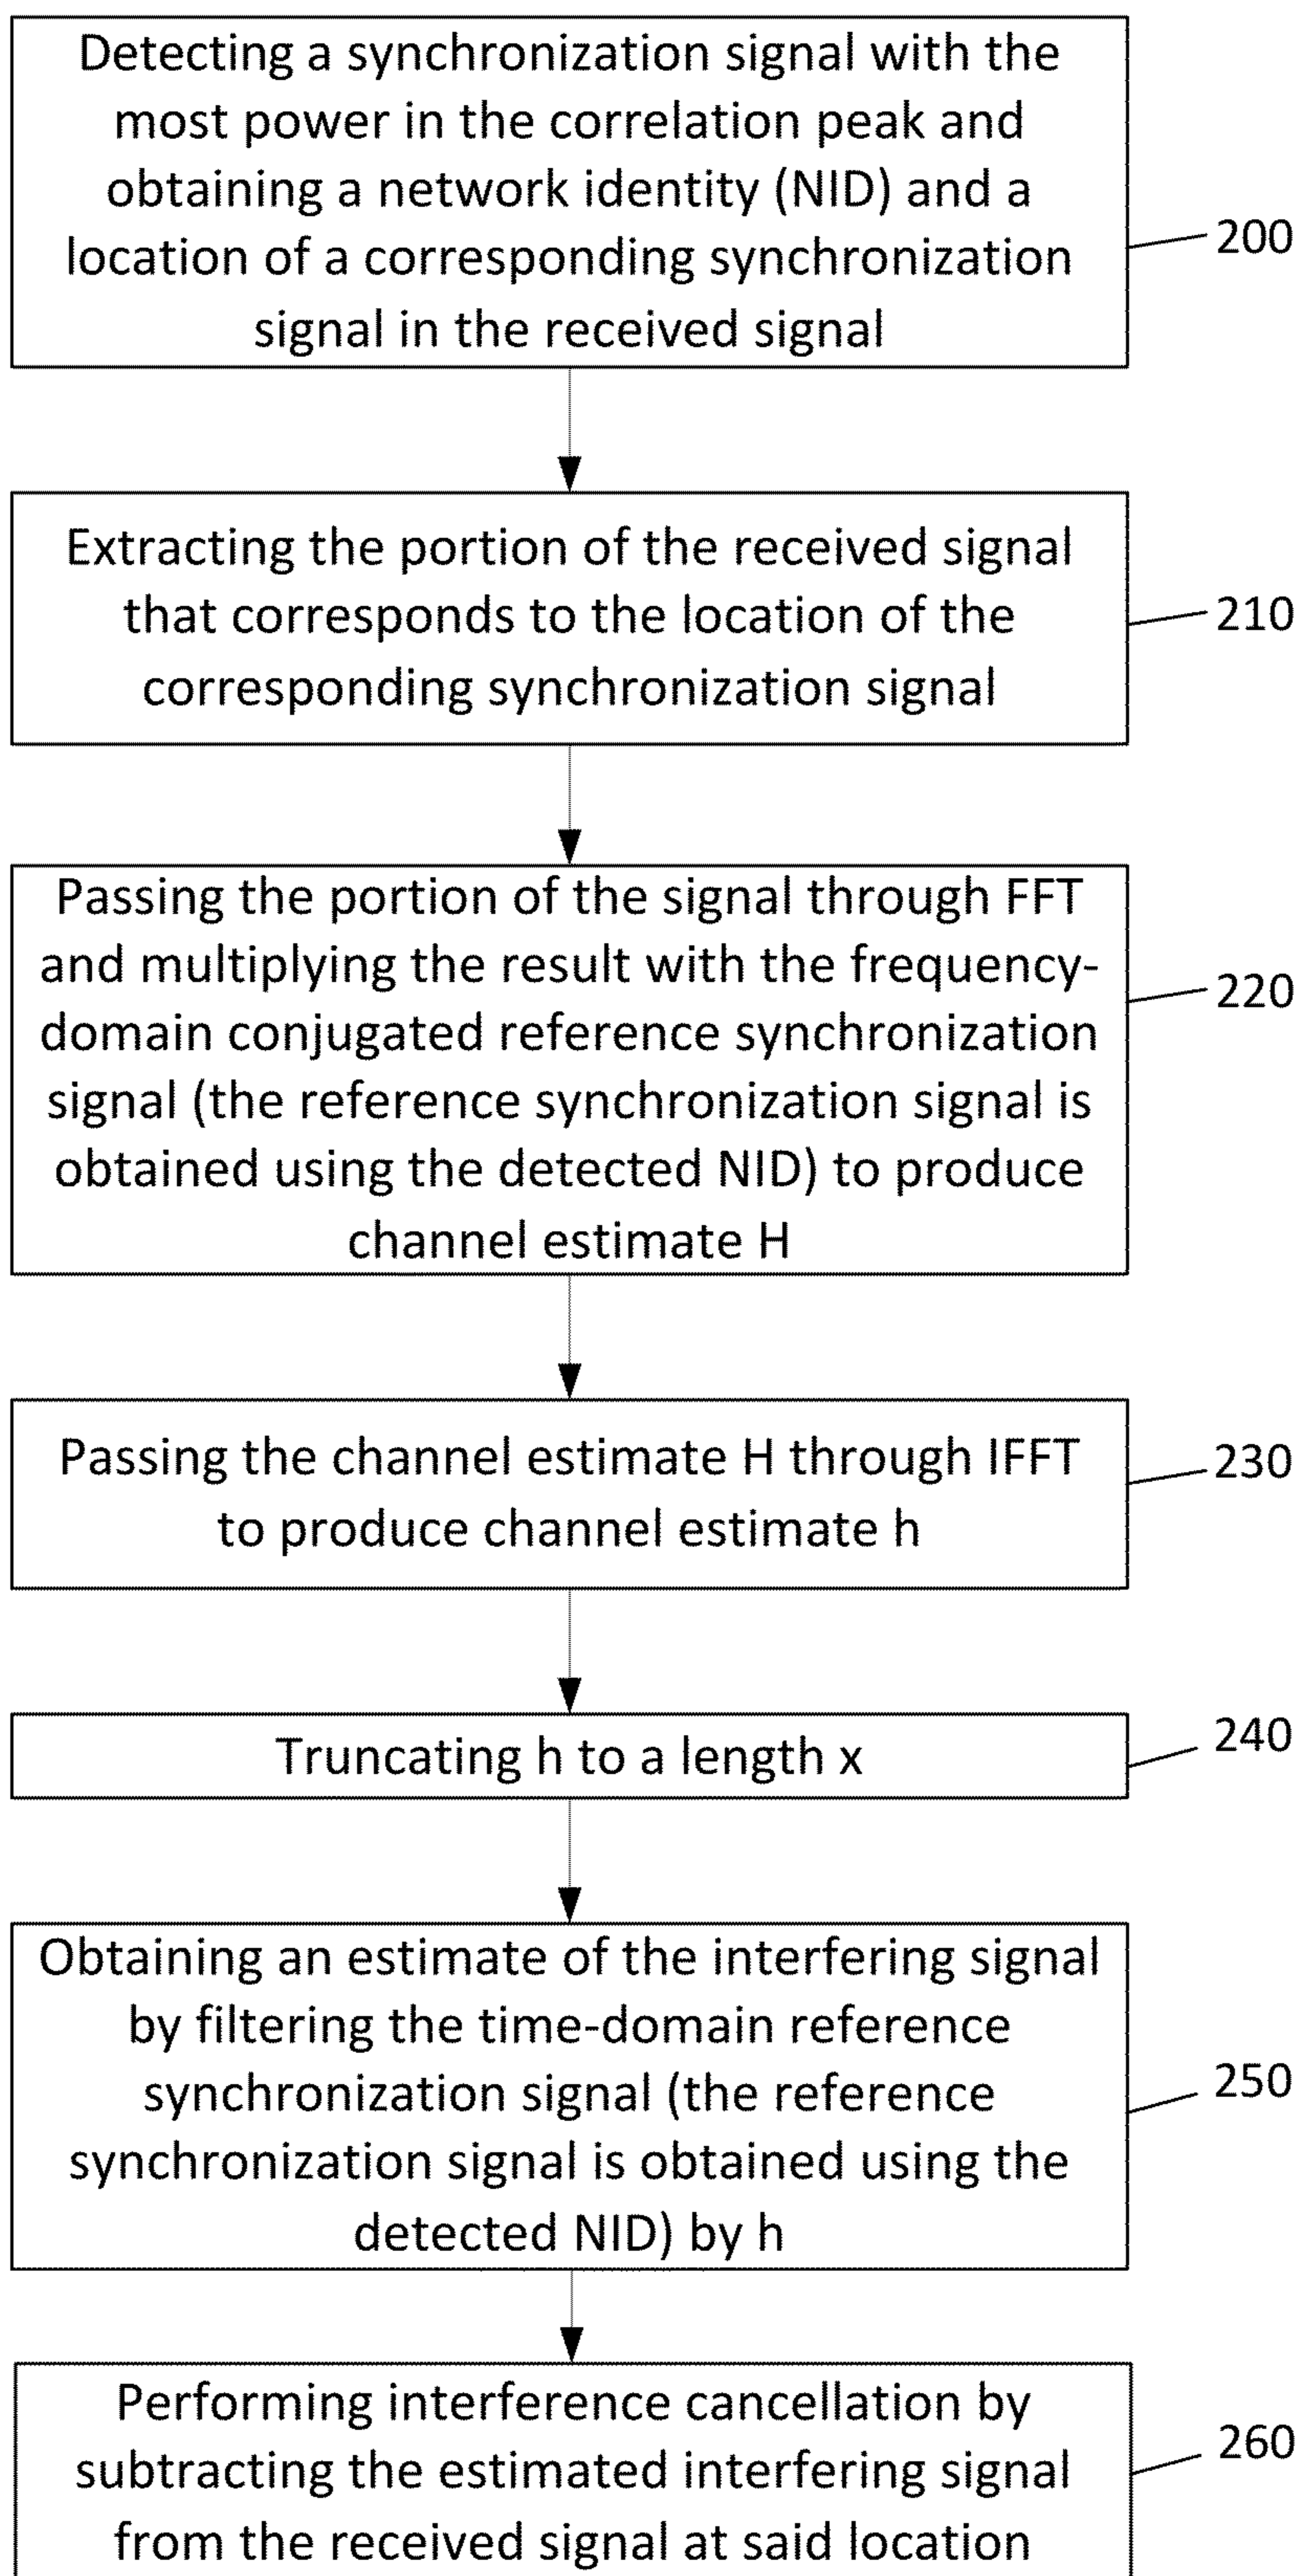 Detecting a synchronization signal with the
most power in the correlation peak and
obtaining a network identity (NID) and a
location of a corresponding synchronization
signal in the received signal
200
Extracting the portion of the received signal
that corresponds to the location of the
corresponding synchronization signal
210
Passing the portion of the signal through FFT
and multiplying the result with the frequency-
domain conjugated reference synchronization
signal (the reference synchronization signal is
obtained using the detected NID) to produce
channel estimate H
220
Passing the channel estimate H through IFFT
to produce channel estimate h
230
Truncating h to a length x
240
Obtaining an estimate of the interfering signal
by filtering the time-domain reference
synchronization signal (the reference
synchronization signal is obtained using the
detected NID) by h
250
Performing interference cancellation by
subtracting the estimated interfering signal
from the received signal at said location
260